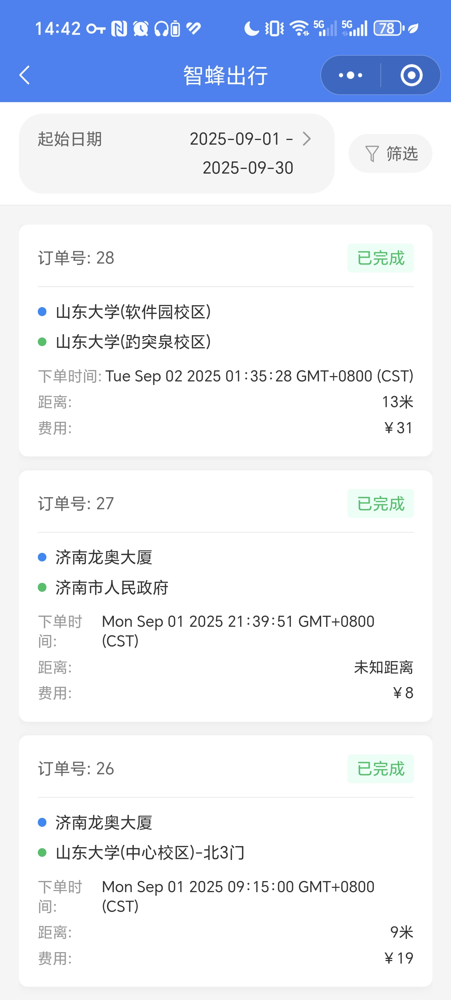 14:42 5G 5G 78
智蜂出行
起始日期 2025-09-01 -
2025-09-30
筛选
订单号: 28 已完成
山东大学(软件园校区)
山东大学(趵突泉校区)
下单时间: Tue Sep 02 2025 01:35:28 GMT+0800 (CST)
距离: 13米
费用: ¥31
订单号: 27 已完成
济南龙奥大厦
济南市人民政府
下单时 Mon Sep 01 2025 21:39:51 GMT+0800
间: (CST)
距离: 未知距离
费用: ¥8
订单号: 26 已完成
济南龙奥大厦
山东大学(中心校区)-北3门
下单时 Mon Sep 01 2025 09:15:00 GMT+0800
间: (CST)
距离: 9米
费用: ¥19